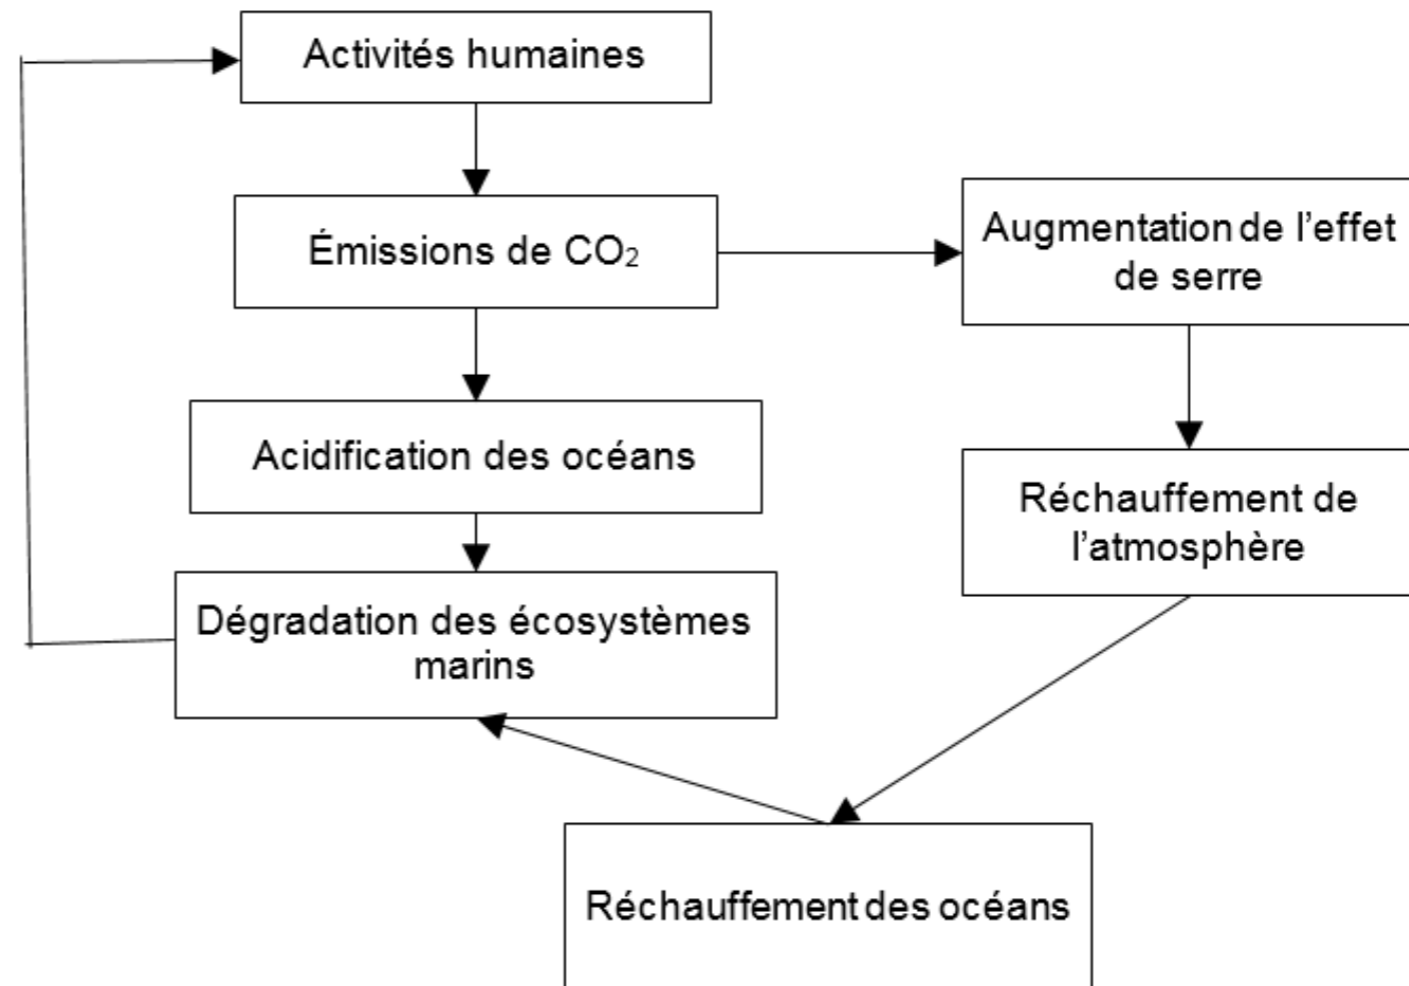 Activités humaines
Émissions de CO₂
Augmentation de l’effet
de serre
Acidification des océans
Réchauffement de
l’atmosphère
Dégradation des écosystèmes
marins
Réchauffement des océans